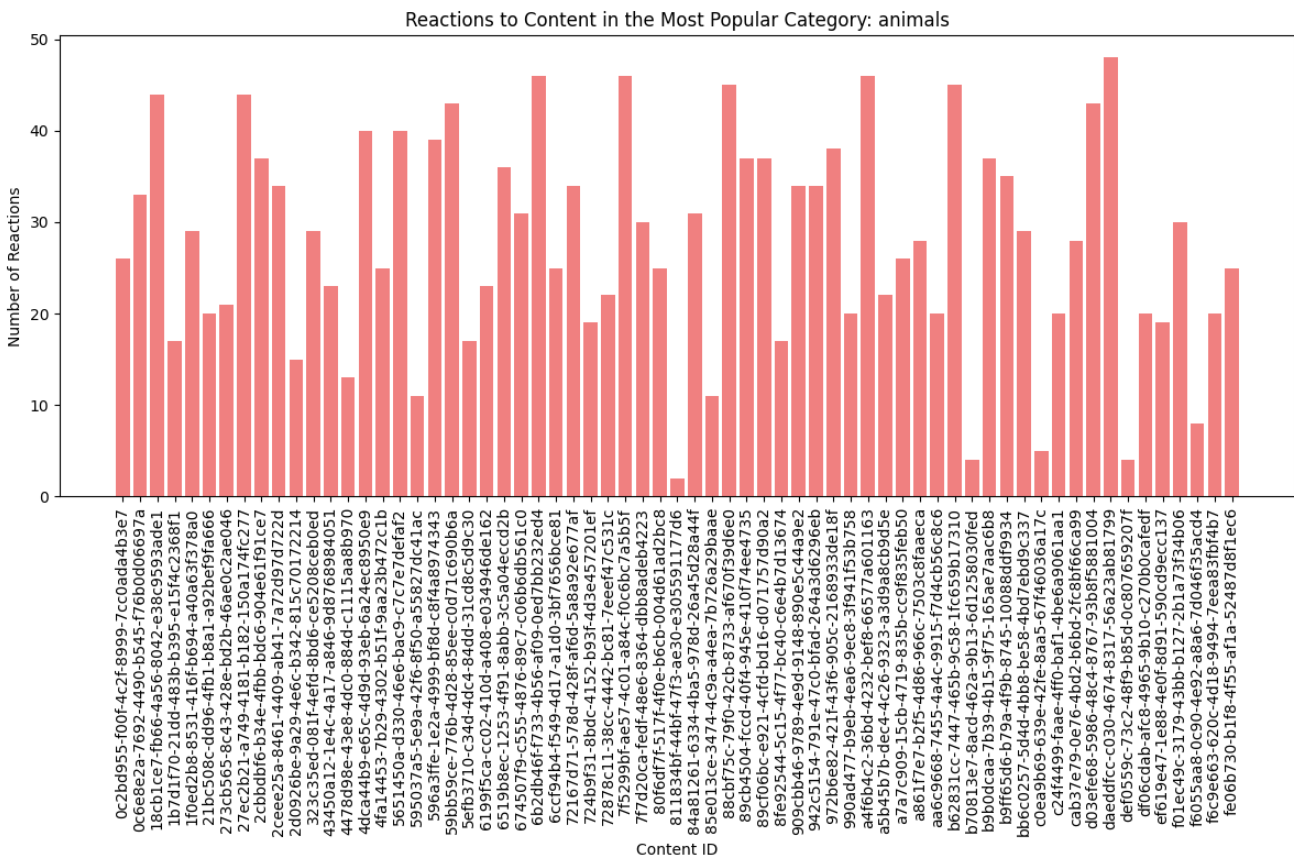 Reactions to Content in the Most Popular Category: animals
50
40
30
20
10
0
Number of Reactions
0c2bd955-f00f-4c2f-8999-7cc0ada4b3e7
0c6e8e2a-7692-4490-b545-f776b0d06697a
18cb1ce7-fb66-4a56-8042-e38c9593ade1
1b7d1f70-21dd-483b-b395-e15f4c2368f1
1f0ed2b8-8531-416f-b694-a40a63f378a0
21bc508c-dd96-4fb1-b8a1-a92bef9fa666
273cb565-8c43-428e-bd2b-46ae0c2ae046
27ec2b21-a749-4181-b182-150a174fc277
2cbbdbf6-b34e-4fbb-bdc6-904e61f91ce7
2ceee25a-8461-4409-ab41-7a72d97d722d
2d0926be-9a29-4e6c-b342-815c70172214
323c35ed-081f-4efd-8bd6-ce5208ceb0ed
43450a12-1e4c-4a17-a846-9d8768984051
4478d98e-43e8-4dc0-884d-c1115aa8b970
4dca44b9-e65c-4d9d-93eb-6a24ec8950e9
4fa14453-7b29-4302-b51f-9aa23b472c1b
5651450a-d330-46e6-bac9-c7c7e7defaf2
595037a5-5e9a-42f6-8f50-a555827dc41ac
596a3ffe-1e2a-4999-bf8d-c8f4a8974343
59bb59ce-776b-4d28-85ee-c0d71c690b6a
5efb3710-c34d-4dc4-84dd-31cd8c5d9c30
6199f5ca-cc02-410d-a408-e034946de162
6519b8ec-1253-4f91-8abb-3c5a04eccd2b
674507f9-c555-4876-89c7-c06b6db561c0
6b2db46f-f733-4b56-af09-0ed7bb232ed4
6ccf94b4-f549-4d17-a1d0-3bf7656bce81
72167d71-578d-428f-af6d-5a8a92e677af
724b9f31-8bdc-4152-b93f-4d3e457201ef
72878c11-38cc-4442-bc81-7eeef47c531c
7f5299bf-ae57-4c01-a84c-f0c6bc7a5b5f
7ff7d20ca-fedf-48e6-8364-dbb8adeb4223
80f6df7f-517f-4f0e-b6cb-004d61ad2bc8
811834bf-44bf-47f3-ae30-e305591177d6
84a81261-6334-4ba5-978d-26a45d28a44f
85e013ce-3474-4c9a-a4ea-7b726a29baae
88cbf75c-79f0-42cb-8733-af670f39d6e0
89cb4504-fccd-40f4-945e-410f74ee4735
89cf06bc-e921-4cfd-bd16-d071757d90a2
8fe92544-5c15-4f77-bc40-c6e4b7d13674
909cbb46-9789-4e9d-9148-890e5c44a9e2
942c5154-791e-47c0-bfad-264a3d6296eb
972b6e82-421f-43f6-905c-2168933de18f
990ad477-b9eb-4ea6-9ec8-3f941f53b758
a4f6b4c2-36bd-4232-bef8-66577a601163
a5b45b7b-dec4-4c26-9323-a3d9a8cb9d5e
a7a7c909-15cb-4719-835b-cc9f835feb50
a861f7e7-b2f5-4d86-966c-7503c8faaeca
aa6c9668-7455-4a4c-9915-f7d4cb56c8c6
b62831cc-7447-465b-9c58-1fc659b17310
b70813e7-8acd-462a-9b13-6d1258030fed
b9b0dcaa-7b39-4b15-9f75-165ae7aac6b8
b9fff65d6-b79a-4f9b-8745-10088ddf9934
bb6c0257-5d4d-4bb8-be58-4bd7ebd9c337
c0ea9b69-639e-42fe-8aa5-67ff46036a17c
c24f4499-faae-4ff0-baf1-4be6a9aa01
cab37e79-0e76-4bd2-b6bd-2fc8bf66ca99
d03efe68-5986-48c4-8767-93b8f5881004
daeddfcc-c030-4674-8317-56a23ab81799
def0559c-73c2-48f9-b85d-0c807659207f
df06cdab-afc8-4965-9b10-c270b0cafedf
ef619e47-1e88-4e0f-8d91-590cd9ecc137
f01ec49c-3179-43bb-b127-2b1a73f34b06
f6055aa8-0c90-4e92-a8a6-7d046f35acd4
f6c9e663-620c-4d18-9494-7eea83fbf4b7
fe06b730-b1f8-4f55-af1a-52487d8f1ec6
Content ID